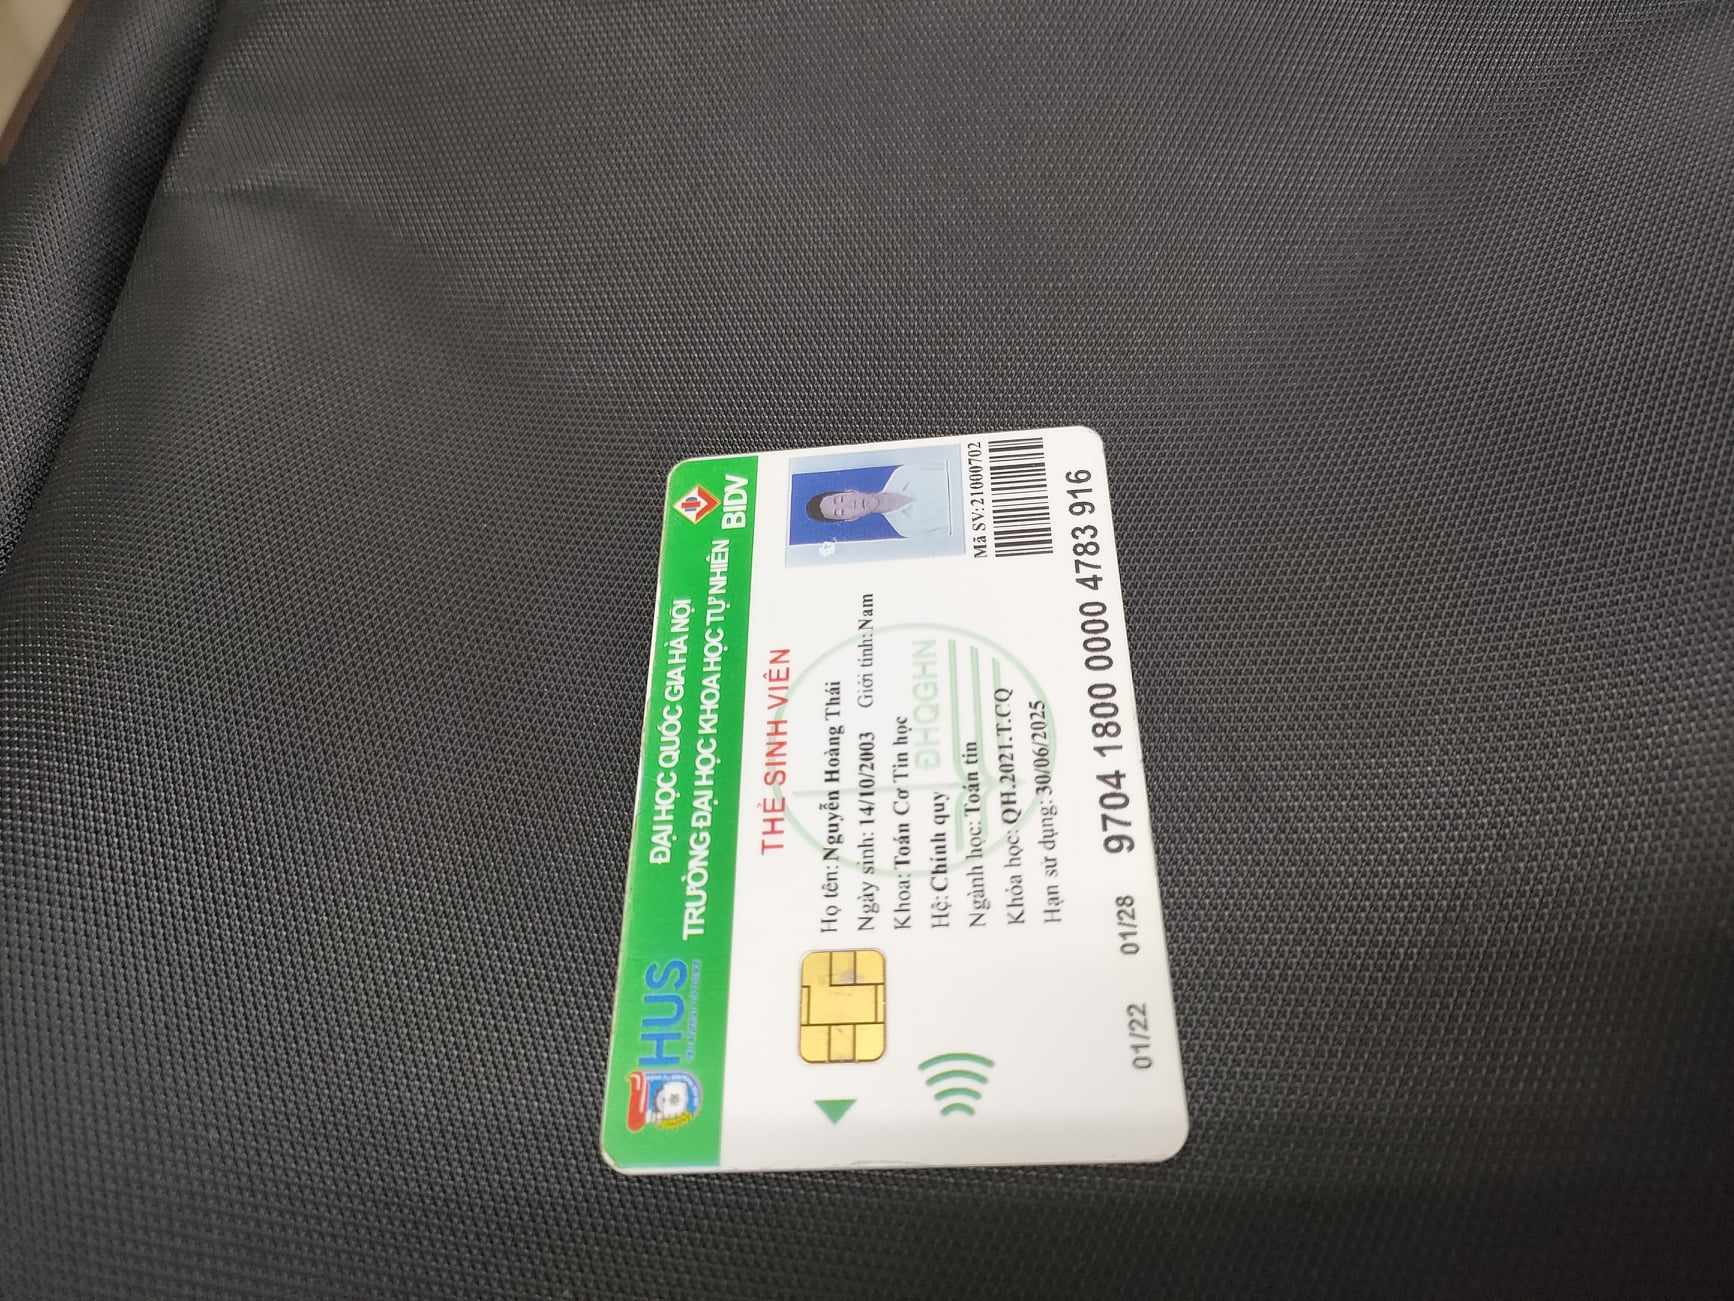 HUS
ĐẠI HỌC QUỐC GIA HÀ NỘI
TRƯỜNG ĐẠI HỌC KHOA HỌC TỰ NHIÊN
BIDV
THẺ SINH VIÊN
Họ tên: Nguyễn Hoàng Thái
Ngày sinh: 14/10/2003 Giới tính: Nam
Khoa: Toán Cơ Tin học
ĐHQGHN
Hệ: Chính quy
Ngành học: Toán tin
Mã SV:21000702
Khóa học: QH.2021.T.CQ
Hạn sử dụng: 30/06/2025
9704 1800 0000 4783 916
01/22 01/28